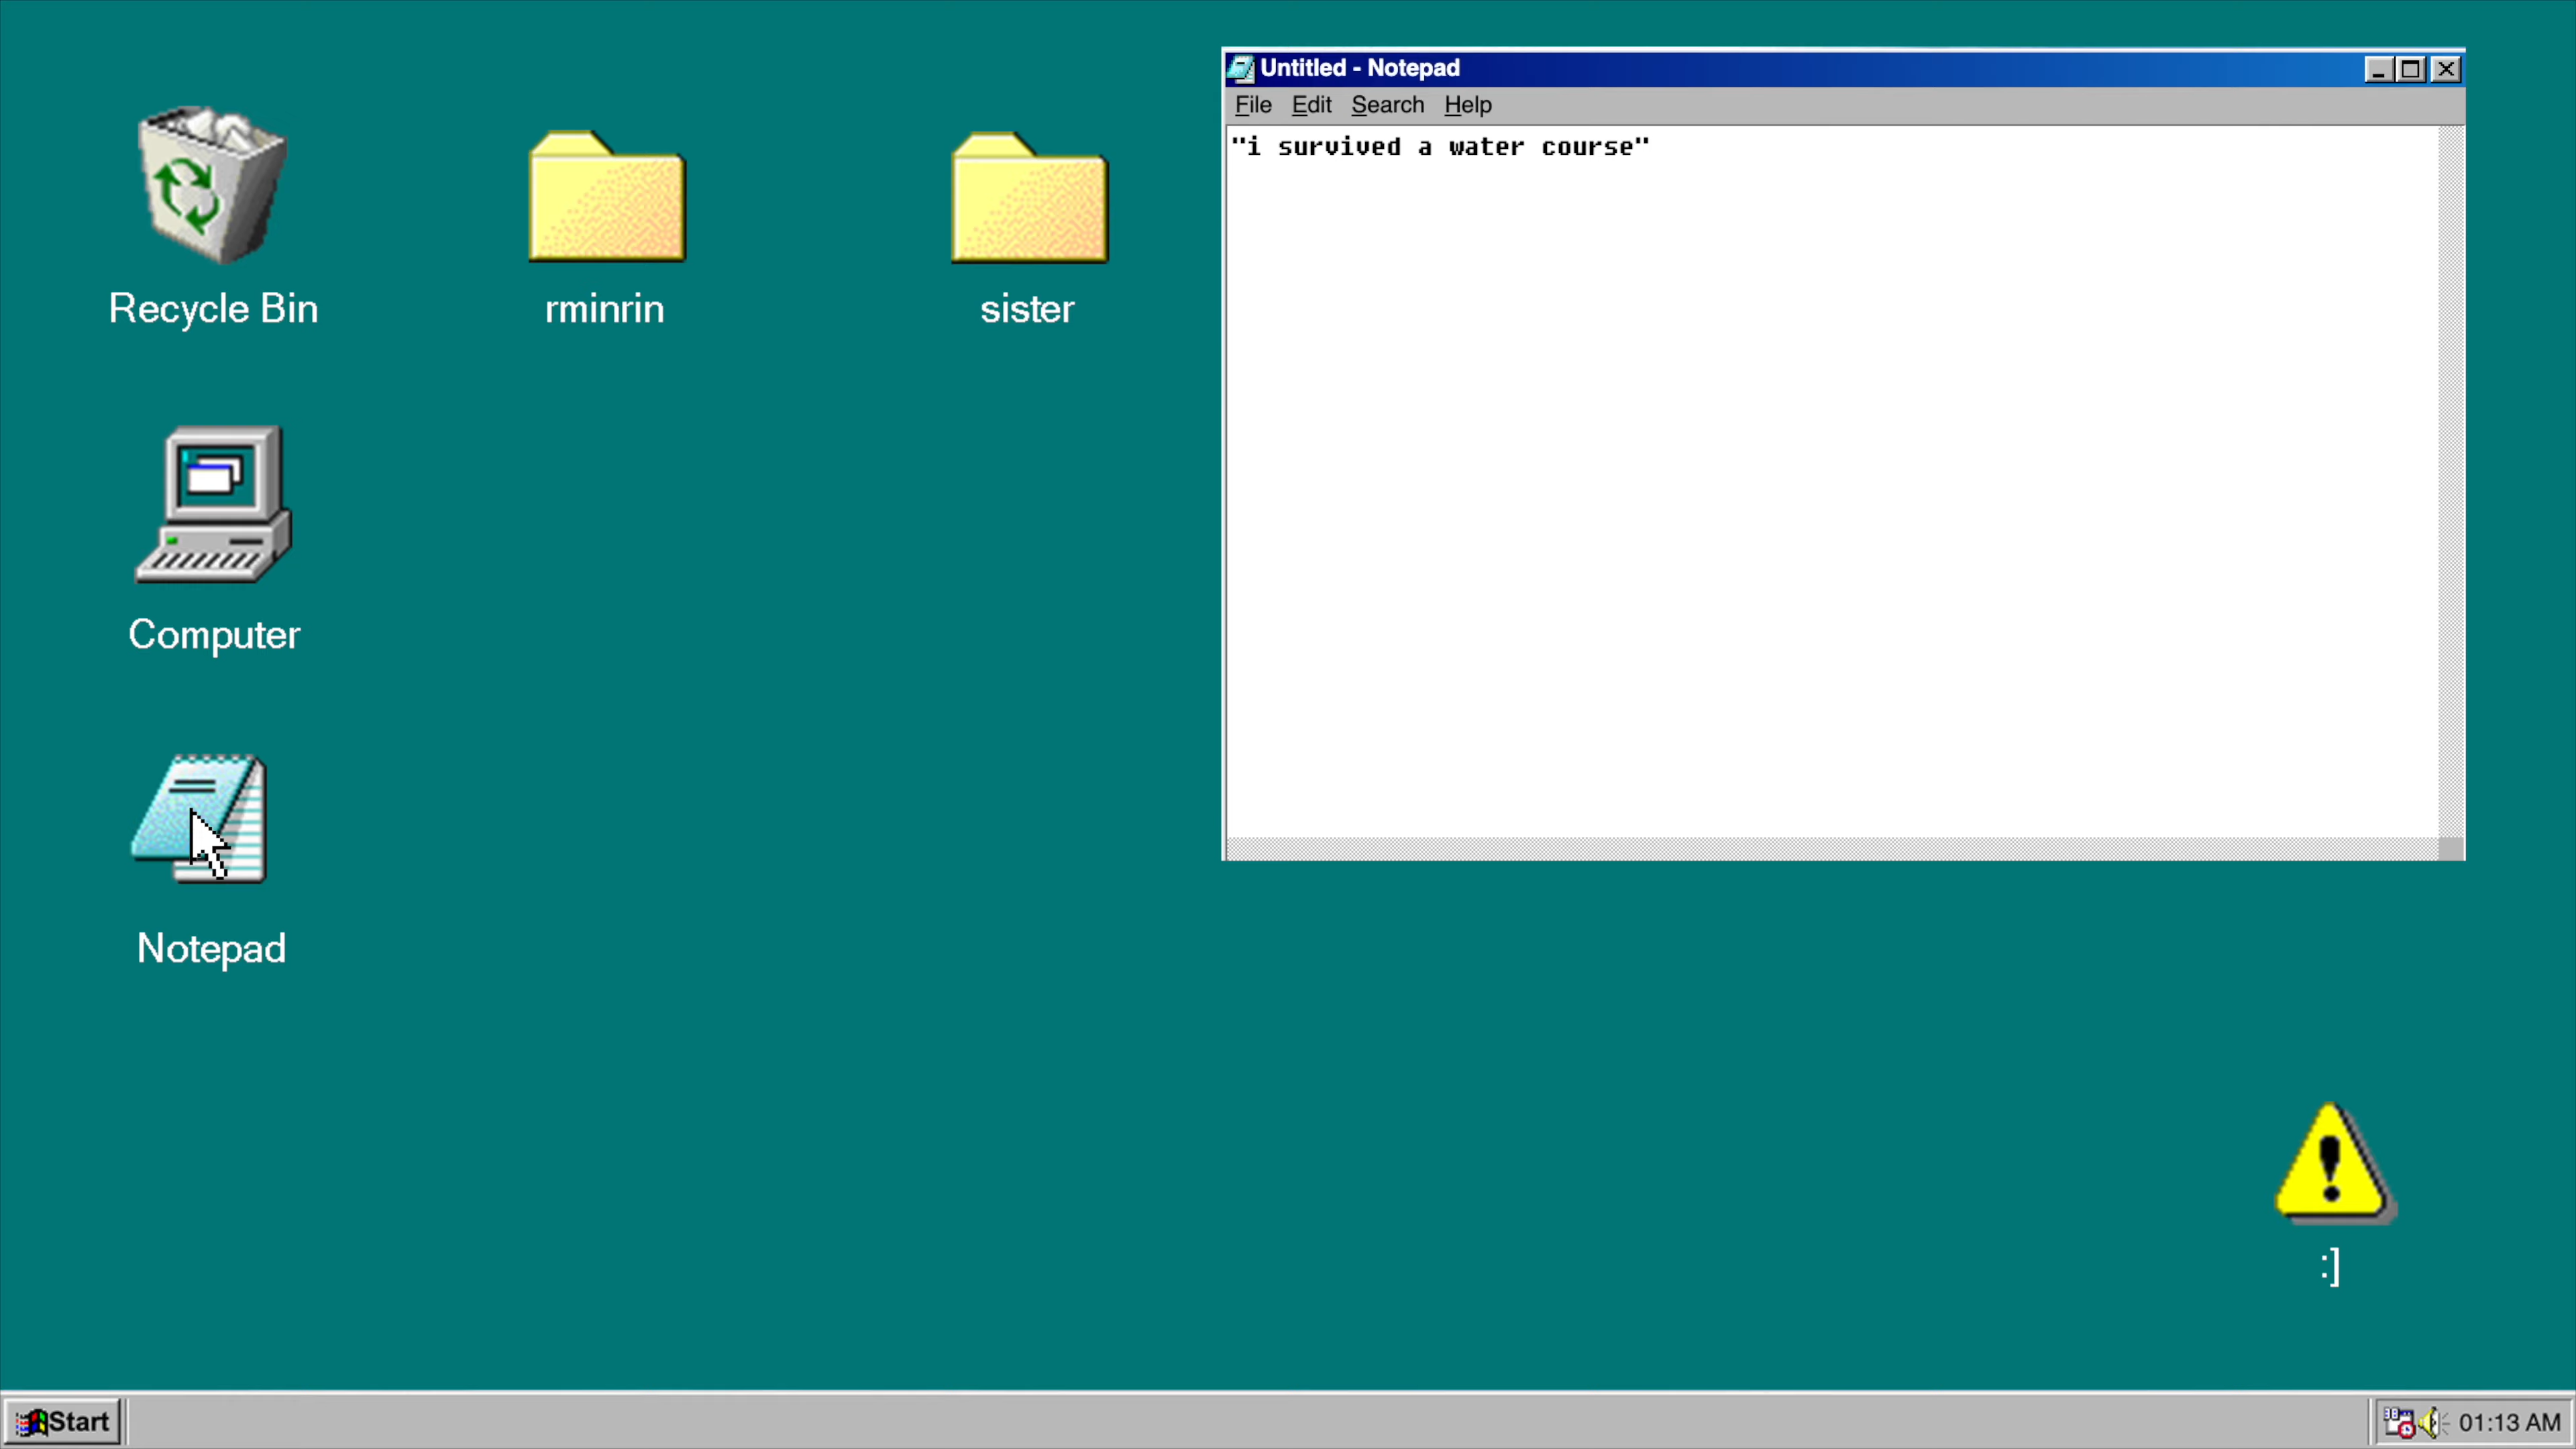 Untitled - Notepad
File Edit Search Help
"i survived a water course"
Recycle Bin
rminrin
sister
Computer
Notepad
:]
Start
01:13 AM